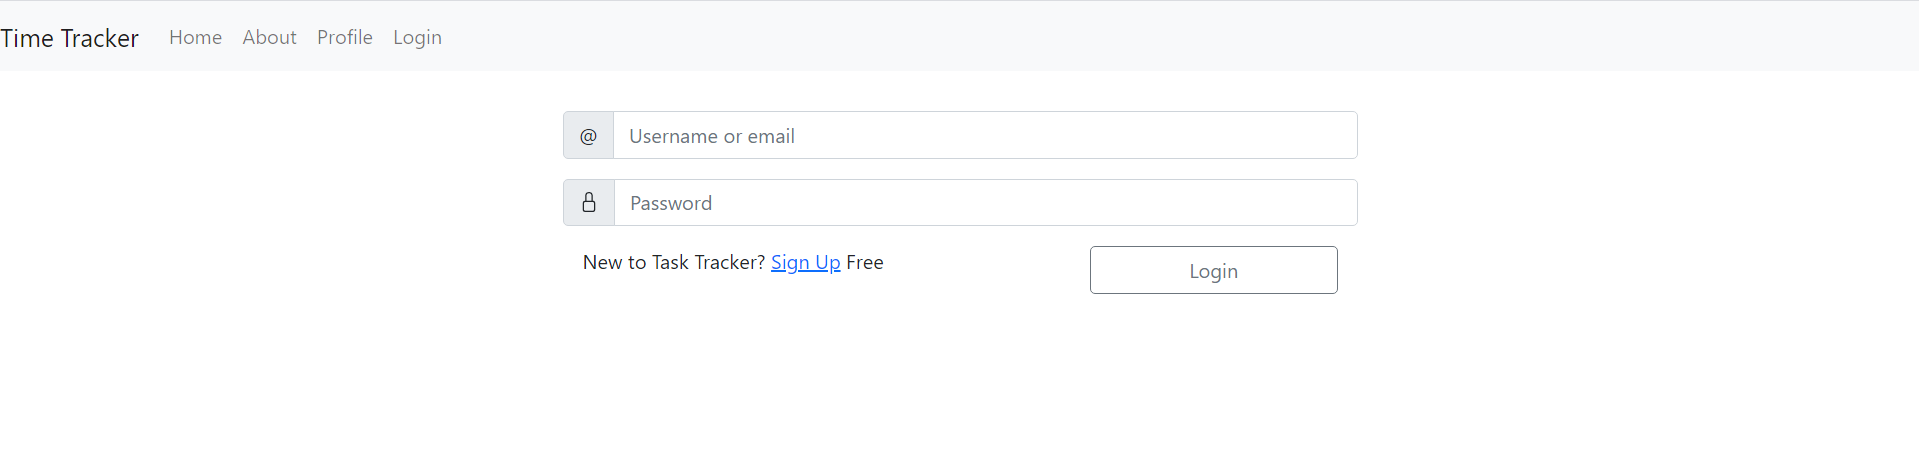 Time Tracker Home About Profile Login
@ Username or email
Password
New to Task Tracker? Sign Up Free Login